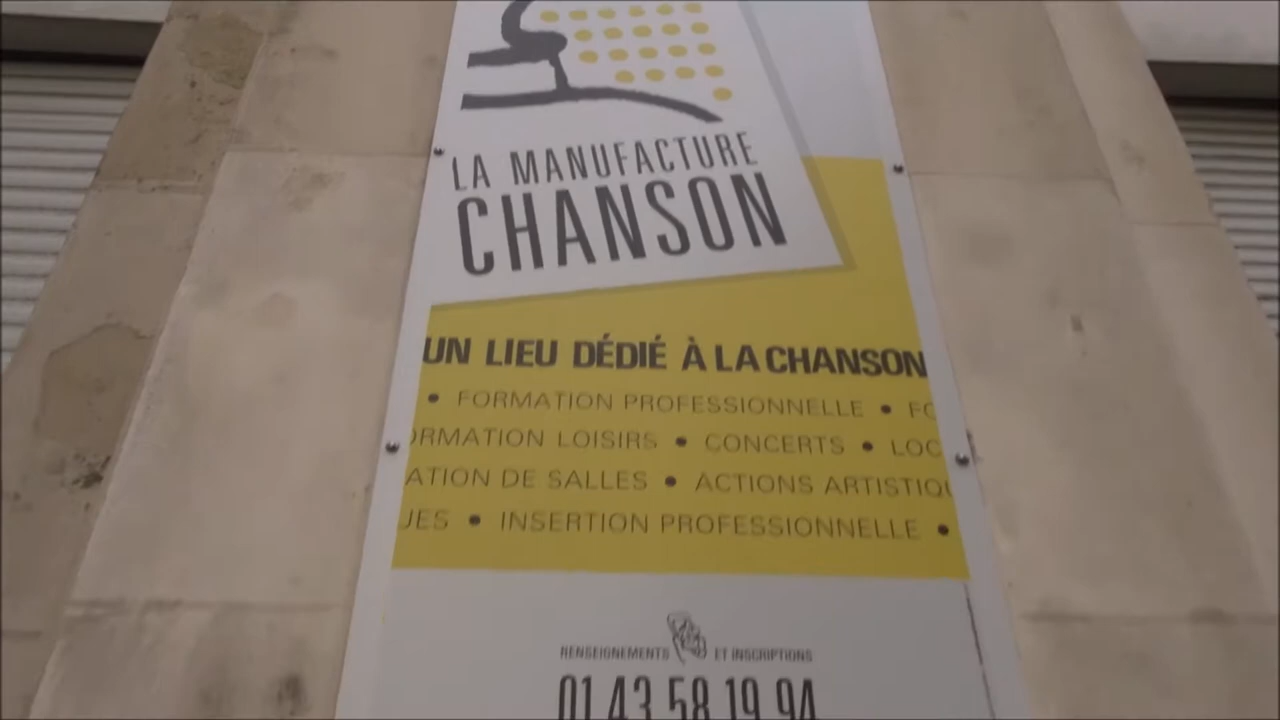 LA MANUFACTURE
CHANSON
UN LIEU DÉDIÉ À LA CHANSON
• FORMATION PROFESSIONNELLE • FO
ORMATION LOISIRS • CONCERTS • LOC
ATION DE SALLES • ACTIONS ARTISTIQU
UES • INSERTION PROFESSIONNELLE •
RENSEIGNEMENTS ET INSCRIPTIONS
01 43 58 19 94